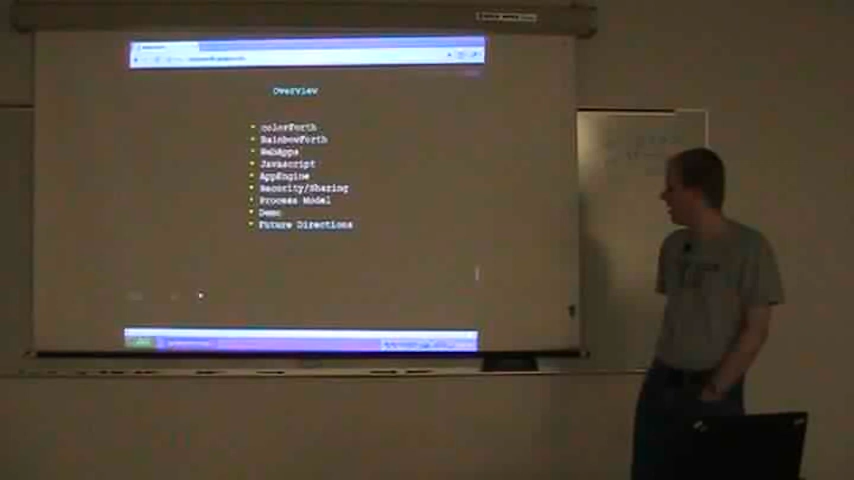 Overview
colorForth
RainbowForth
WebApps
Javascript
AppEngine
Security/Sharing
Process Model
Demo
Future Directions